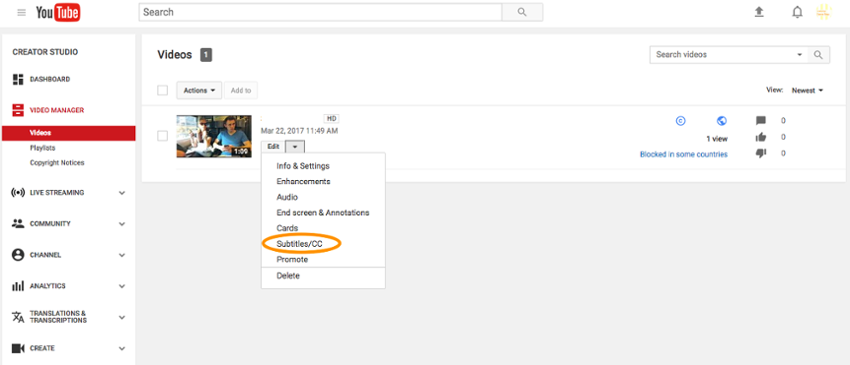 YouTube
Search
CREATOR STUDIO
DASHBOARD
VIDEO MANAGER
Videos
Playlists
Copyright Notices
LIVE STREAMING
COMMUNITY
CHANNEL
ANALYTICS
TRANSLATIONS &
TRANSCRIPTIONS
CREATE
Videos 1
Search videos
Actions
Add to
View: Newest
HD
Mar 22, 2017 11:49 AM
1:09
Edit
1 view
Blocked in some countries
0
0
0
Info & Settings
Enhancements
Audio
End screen & Annotations
Cards
Subtitles/CC
Promote
Delete